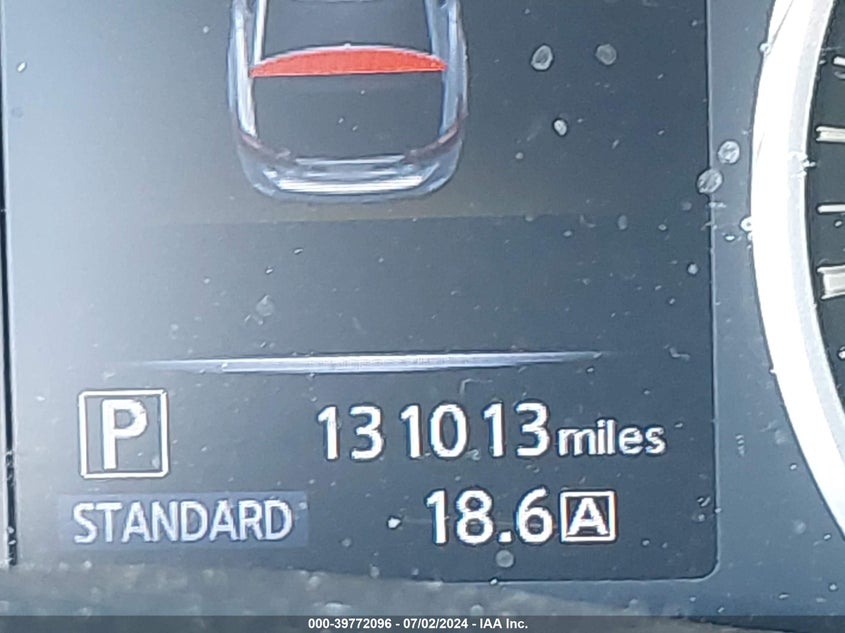 P 131013 miles
STANDARD 18.6 A
000-39772096 - 07/02/2024 - IAA Inc.